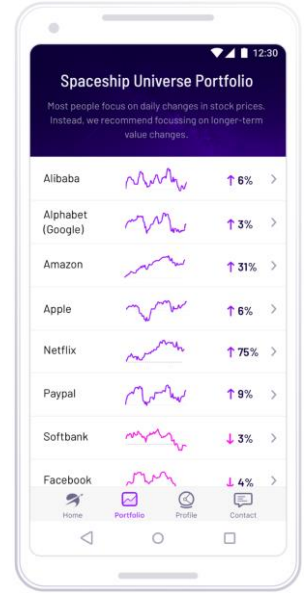 12:30
Spaceship Universe Portfolio
Most people focus on daily changes in stock prices.
Instead, we recommend focussing on longer-term
value changes.
Alibaba ↑ 6%
Alphabet
(Google) ↑ 3%
Amazon ↑ 31%
Apple ↑ 6%
Netflix ↑ 75%
Paypal ↑ 9%
Softbank ↓ 3%
Facebook ↓ 4%
Home Portfolio Profile Contact